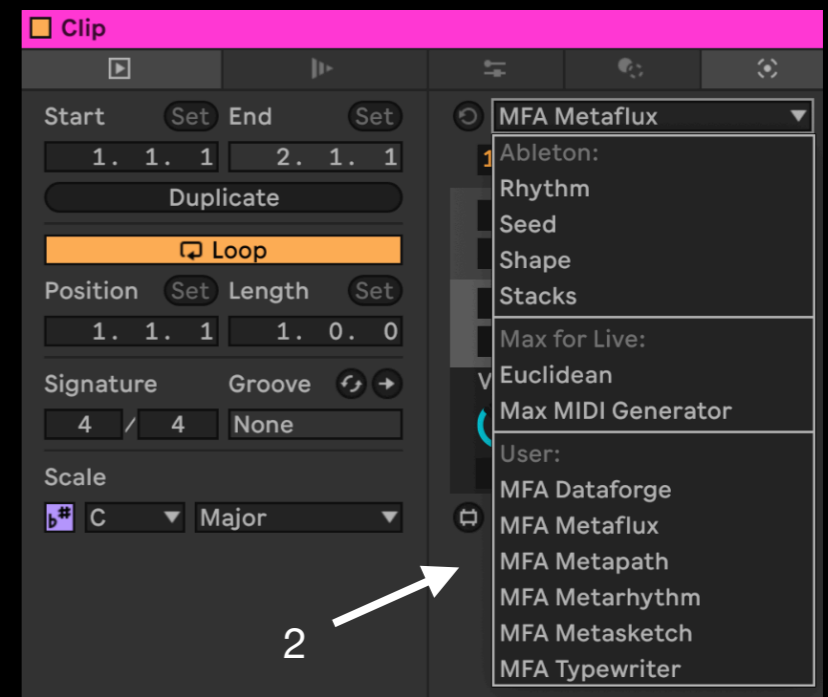 Clip
Start Set End Set
1. 1. 1 2. 1. 1
Duplicate
Loop
Position Set Length Set
1. 1. 1 1. 0. 0
Signature Groove
4 / 4 None
Scale
b# C Major
MFA Metaflux
1
Ableton:
Rhythm
Seed
Shape
Stacks
Max for Live:
V
Euclidean
Max MIDI Generator
User:
MFA Dataforge
MFA Metaflux
MFA Metapath
MFA Metarhythm
MFA Metasketch
MFA Typewriter
2